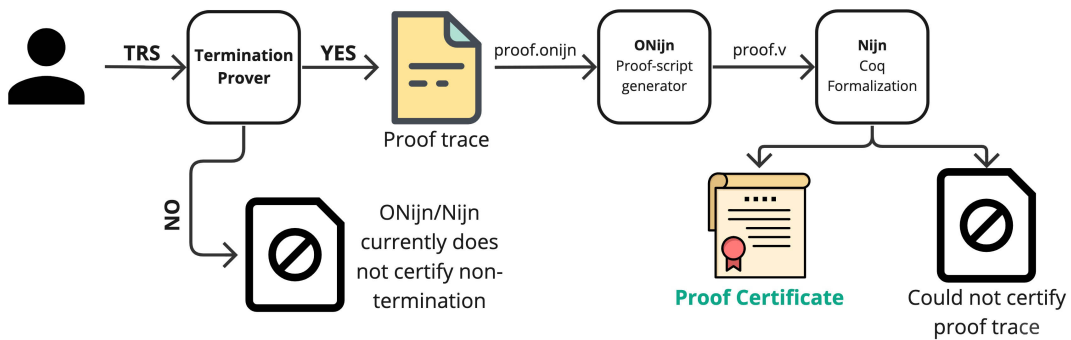 TRS
Termination
Prover
YES
Proof trace
proof.onijn
ONijn
Proof-script
generator
proof.v
Nijn
Coq
Formalization
NO
ONijn/Nijn
currently does
not certify non-
termination
Proof Certificate
Could not certify
proof trace